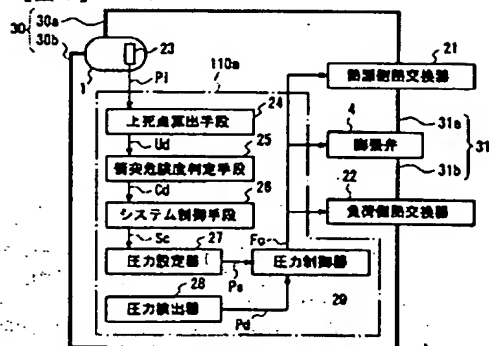 30
30a
30b
23
1
Pi
110a
24
上死点算出手段
Ud
25
衝突危険度判定手段
Cd
26
システム制御手段
Sc
27
圧力設定器
Ps
28
圧力検出器
Pd
圧力制御器
29
21
熱源側熱交換器
4
膨張弁
31a
31
31b
22
負荷側熱交換器